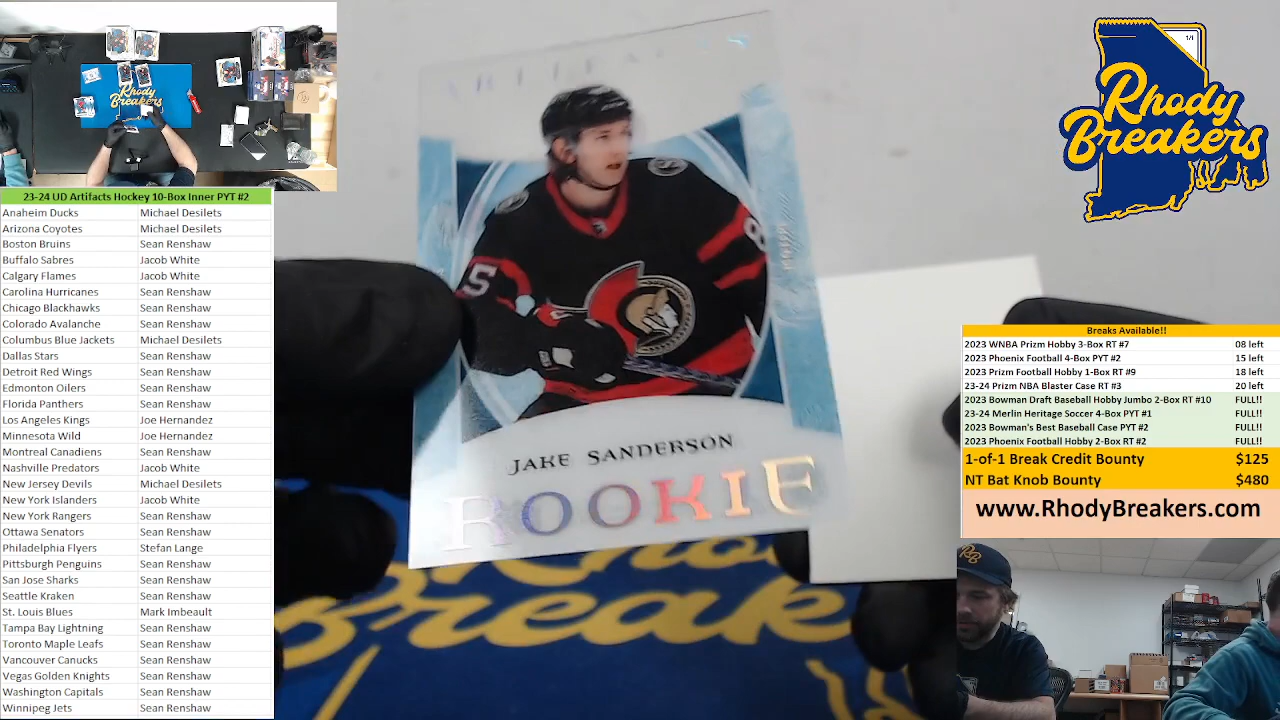 Rhody
Breakers
1/1
Rhody
Breakers
23-24 UD Artifacts Hockey 10-Box Inner PYT #2
Anaheim Ducks Michael Desilets
Arizona Coyotes Michael Desilets
Boston Bruins Sean Renshaw
Buffalo Sabres Jacob White
Calgary Flames Jacob White
Carolina Hurricanes Sean Renshaw
Chicago Blackhawks Sean Renshaw
Colorado Avalanche Sean Renshaw
Columbus Blue Jackets Michael Desilets
Dallas Stars Sean Renshaw
Detroit Red Wings Sean Renshaw
Edmonton Oilers Sean Renshaw
Florida Panthers Sean Renshaw
Los Angeles Kings Joe Hernandez
Minnesota Wild Joe Hernandez
Montreal Canadiens Sean Renshaw
Nashville Predators Jacob White
New Jersey Devils Michael Desilets
New York Islanders Jacob White
New York Rangers Sean Renshaw
Ottawa Senators Sean Renshaw
Philadelphia Flyers Stefan Lange
Pittsburgh Penguins Sean Renshaw
San Jose Sharks Sean Renshaw
Seattle Kraken Sean Renshaw
St. Louis Blues Mark Imbeault
Tampa Bay Lightning Sean Renshaw
Toronto Maple Leafs Sean Renshaw
Vancouver Canucks Sean Renshaw
Vegas Golden Knights Sean Renshaw
Washington Capitals Sean Renshaw
Winnipeg Jets Sean Renshaw
8
5
JAKE SANDERSON
ROOKIE
Rhody
Break
Breaks Available!!
2023 WNBA Prizm Hobby 3-Box RT #7 08 left
2023 Phoenix Football 4-Box PYT #2 15 left
2023 Prizm Football Hobby 1-Box RT #9 18 left
23-24 Prizm NBA Blaster Case RT #3 20 left
2023 Bowman Draft Baseball Hobby Jumbo 2-Box RT #10 FULL!!
23-24 Merlin Heritage Soccer 4-Box PYT #1 FULL!!
2023 Bowman's Best Baseball Case PYT #2 FULL!!
2023 Phoenix Football Hobby 2-Box RT #2 FULL!!
1-of-1 Break Credit Bounty $125
NT Bat Knob Bounty $480
www.RhodyBreakers.com
RB